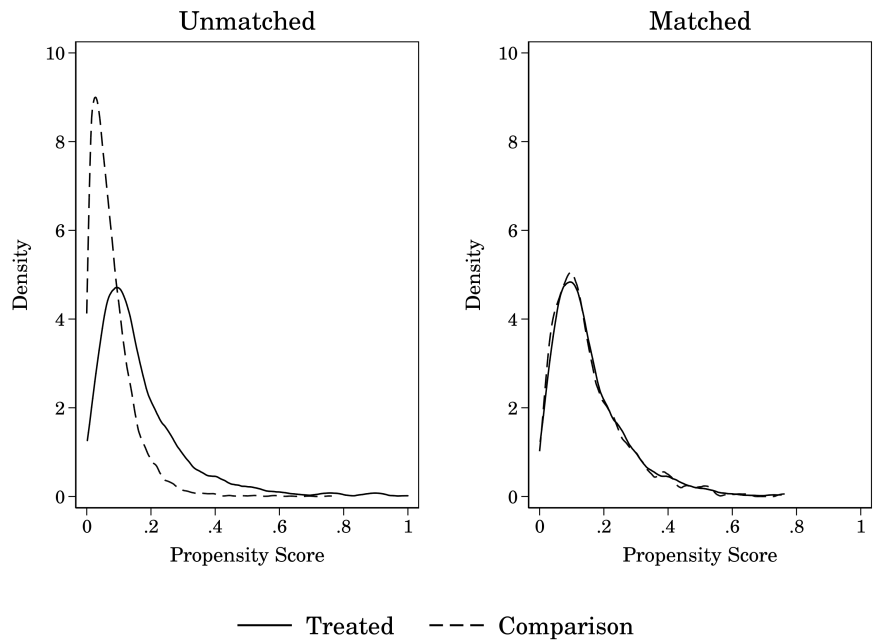 Unmatched
10
8
6
4
2
0
Density
0 .2 .4 .6 .8 1
Propensity Score
Matched
10
8
6
4
2
0
Density
0 .2 .4 .6 .8 1
Propensity Score
Treated Comparison